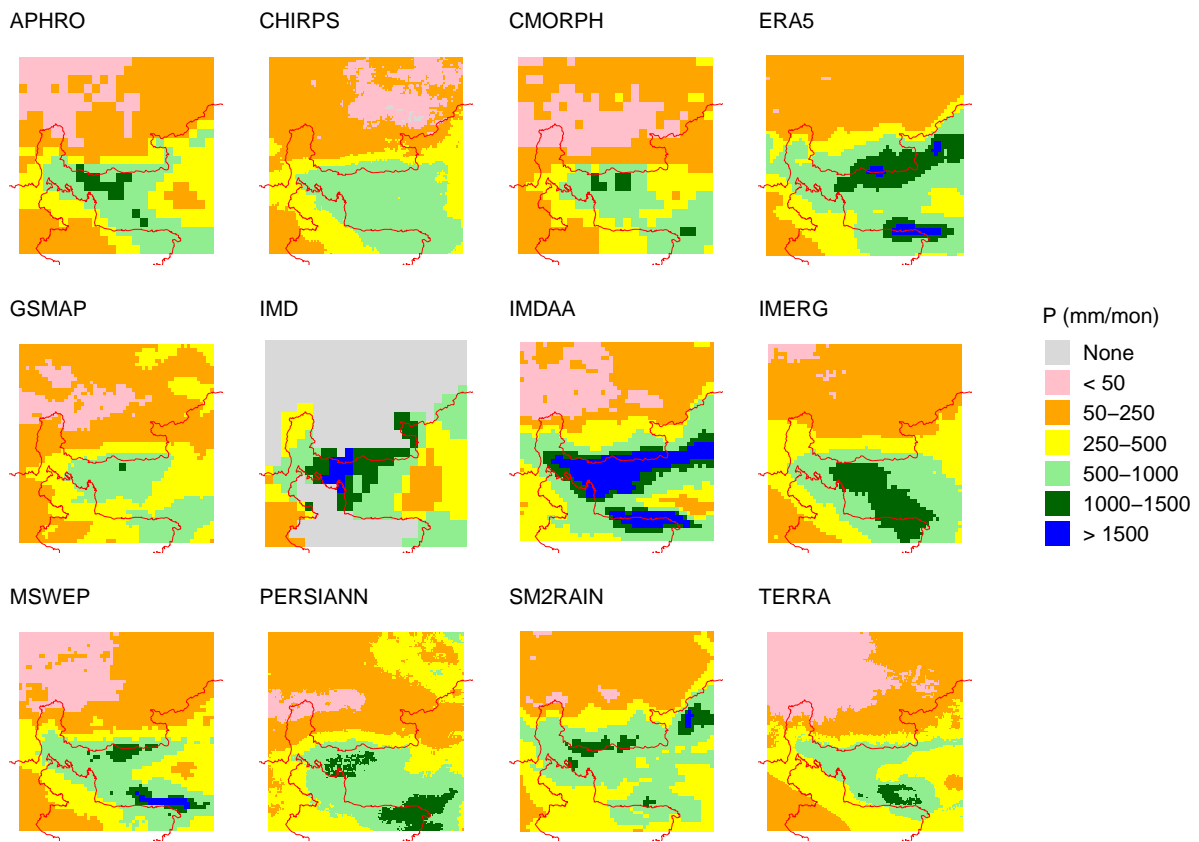 APHRO
CHIRPS
CMORPH
ERA5
GSMAP
IMD
IMDAA
IMERG
P (mm/mon)
None
< 50
50−250
250−500
500−1000
1000−1500
> 1500
MSWEP
PERSIANN
SM2RAIN
TERRA